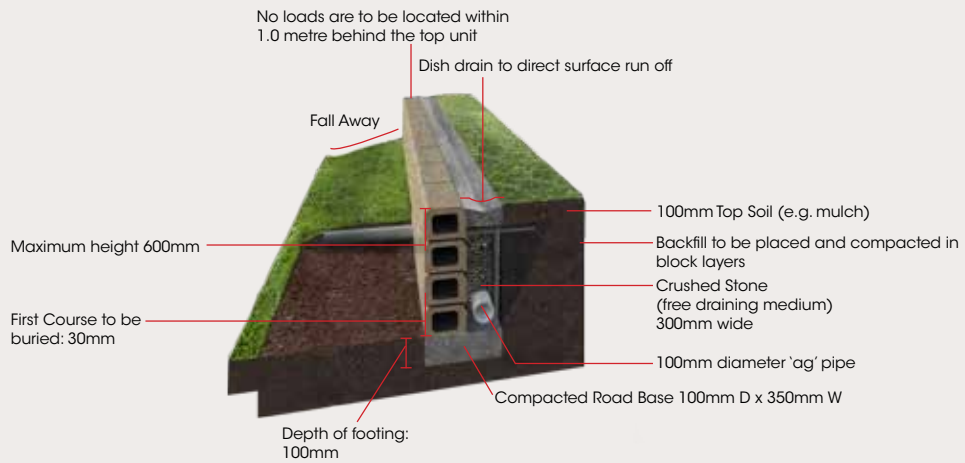 No loads are to be located within
1.0 metre behind the top unit
Dish drain to direct surface run off
Fall Away
100mm Top Soil (e.g. mulch)
Maximum height 600mm
Backfill to be placed and compacted in
block layers
Crushed Stone
(free draining medium)
300mm wide
First Course to be
buried: 30mm
100mm diameter ‘ag’ pipe
Compacted Road Base 100mm D x 350mm W
Depth of footing:
100mm